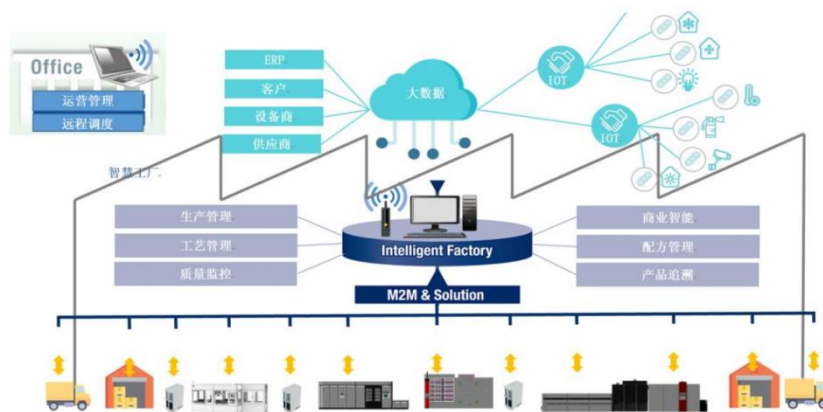 Office
运营管理
远程调度
ERP
客户
设备商
供应商
大数据
IOT
IOT
智慧工厂
生产管理
工艺管理
质量监控
Intelligent Factory
商业智能
配方管理
产品追溯
M2M & Solution